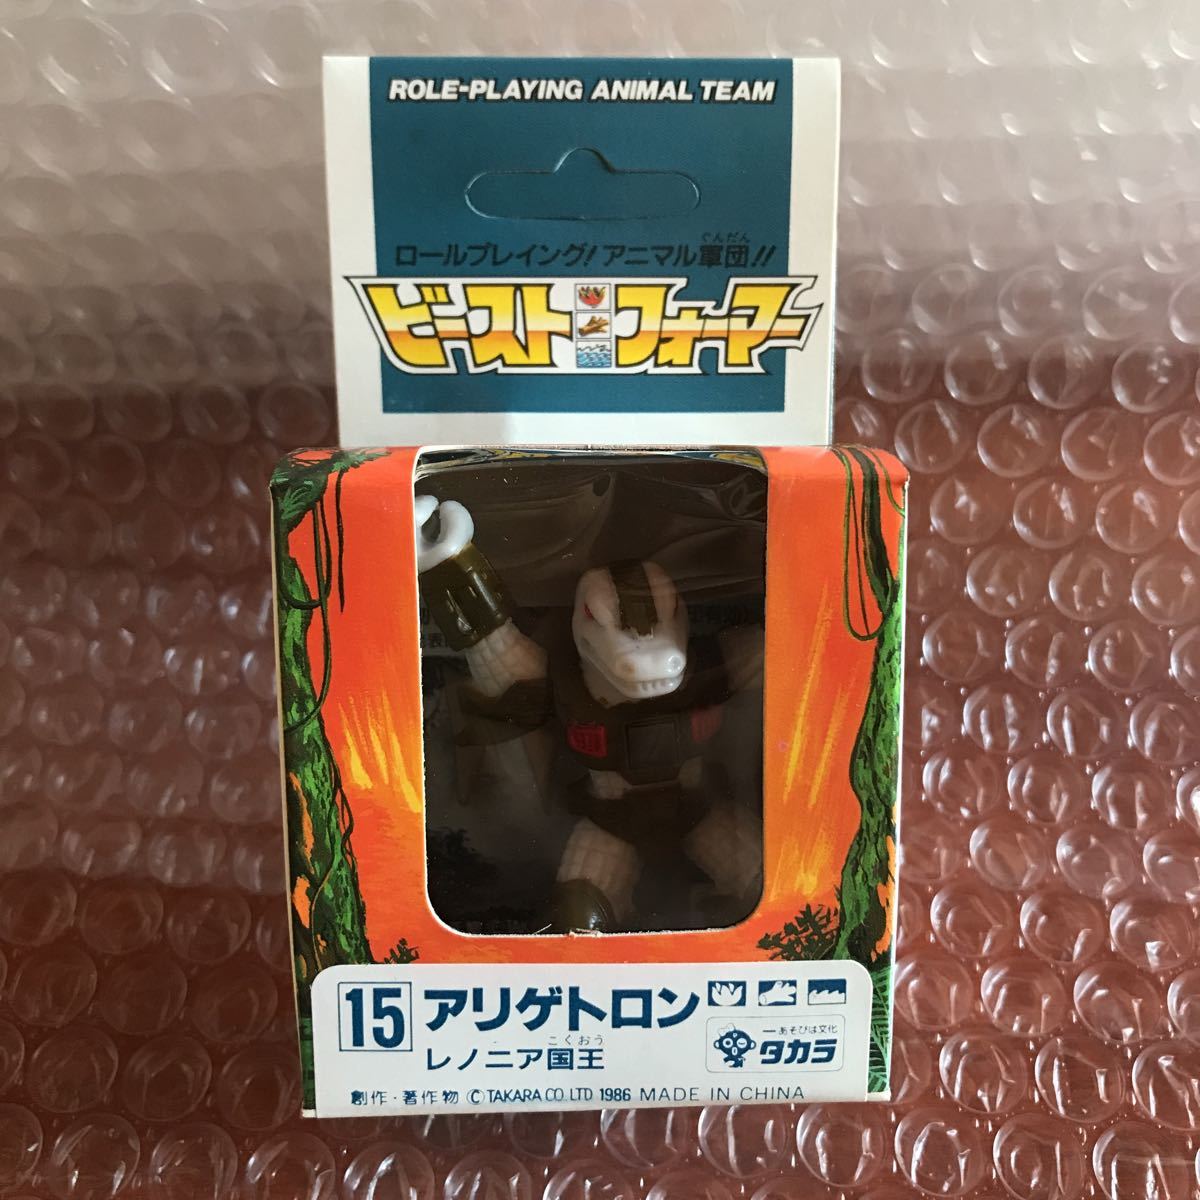 ROLE-PLAYING ANIMAL TEAM
ぐんだん
ロールプレイング!アニマル軍団!!
ビーストフォーマー
15 アリゲトロン
こくおう
レノニア国王
あそびは文化
タカラ
創作・著作物 ©TAKARA CO.LTD 1986 MADE IN CHINA